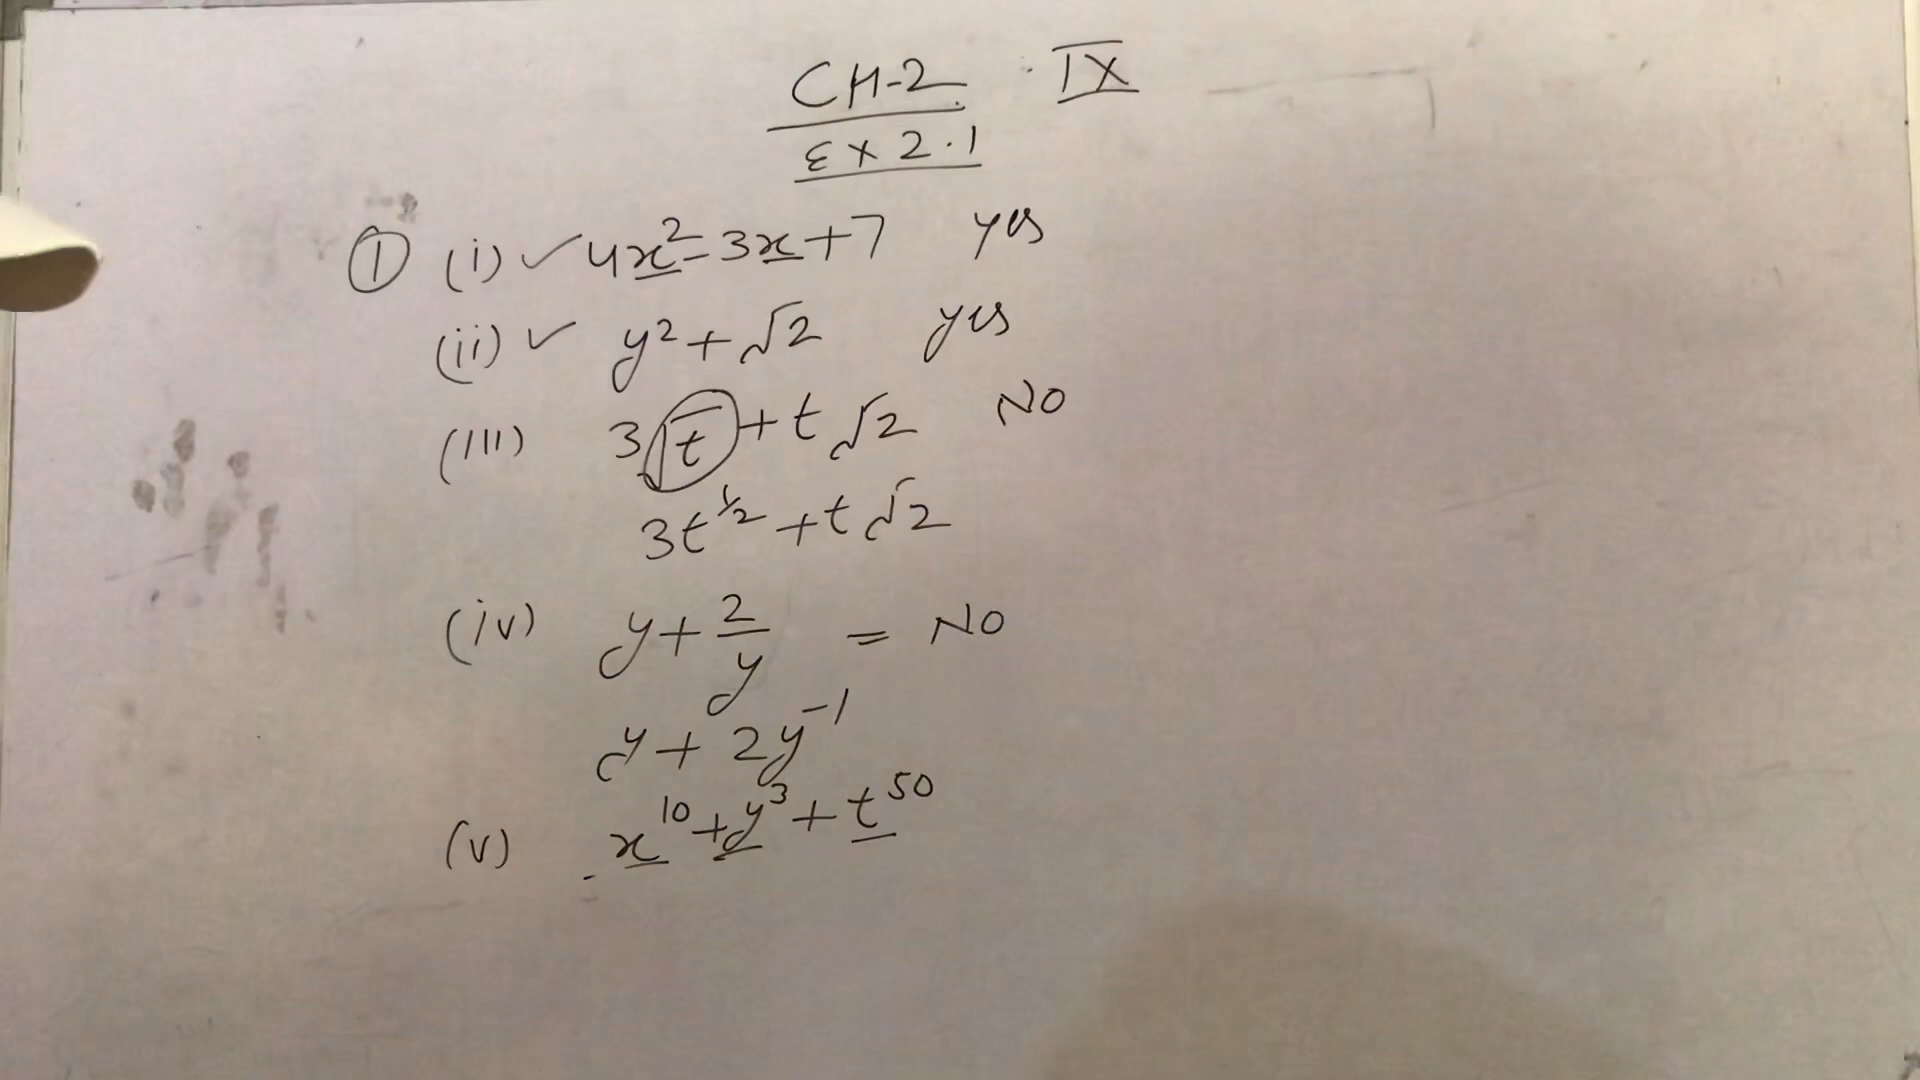 CH-2 IX
EX 2.1
① (i) ✓ 4x²-3x+7 yes
(ii) ✓ y²+√2 yes
(iii) 3√t+t√2 No
3t^½+t√2
(iv) y+2/y = No
y+2y⁻¹
(v) x¹⁰+y³+t⁵⁰